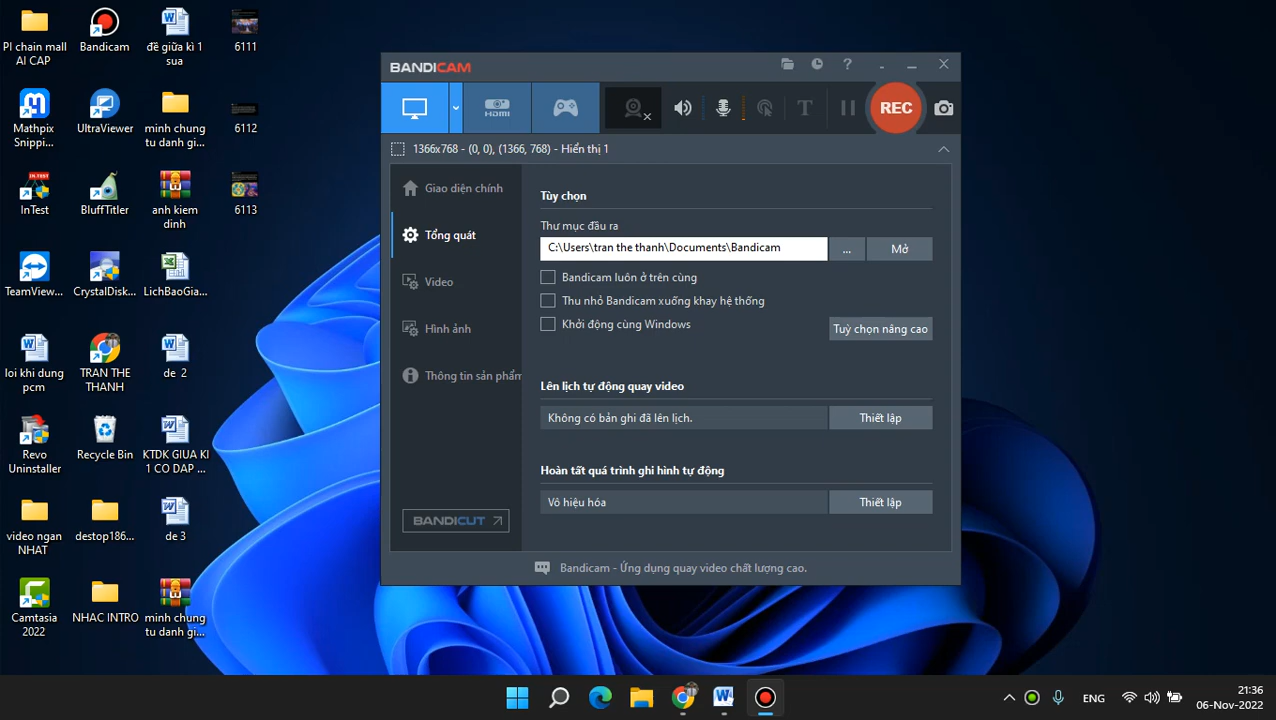 PI chain mall
AI CAP
Bandicam
đề giữa kì 1
sua
6111
Mathpix
Snippi...
UltraViewer
minh chung
tu danh gi...
6112
InTest
BluffTitler
anh kiem
dinh
6113
TeamView...
CrystalDisk...
LichBaoGia...
loi khi dung
pcm
TRAN THE
THANH
de 2
Revo
Uninstaller
Recycle Bin
KTDK GIUA KI
1 CO DAP ...
video ngan
NHAT
destop186...
de 3
Camtasia
2022
NHAC INTRO
minh chung
tu danh gi...
BANDICAM
HDMI
REC
1366x768 - (0, 0), (1366, 768) - Hiển thị 1
Giao diện chính
Tổng quát
Video
Hình ảnh
Thông tin sản phẩm
BANDICUT
Tùy chọn
Thư mục đầu ra
C:\Users\tran the thanh\Documents\Bandicam
...
Mở
Bandicam luôn ở trên cùng
Thu nhỏ Bandicam xuống khay hệ thống
Khởi động cùng Windows
Tuỳ chọn nâng cao
Lên lịch tự động quay video
Không có bản ghi đã lên lịch.
Thiết lập
Hoàn tất quá trình ghi hình tự động
Vô hiệu hóa
Thiết lập
Bandicam - Ứng dụng quay video chất lượng cao.
ENG
21:36
06-Nov-2022